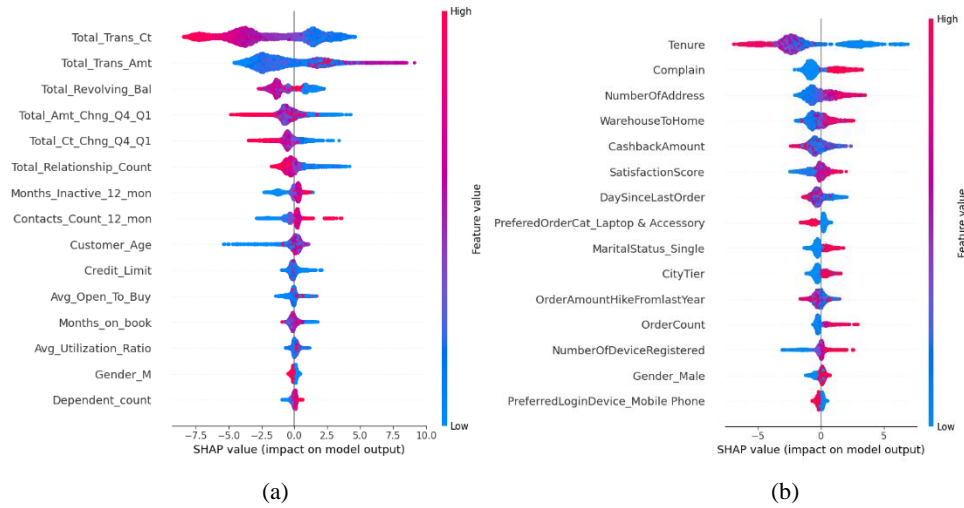 High
Total_Trans_Ct
Total_Trans_Amt
Total_Revolving_Bal
Total_Amt_Chng_Q4_Q1
Total_Ct_Chng_Q4_Q1
Total_Relationship_Count
Months_Inactive_12_mon
Contacts_Count_12_mon
Customer_Age
Credit_Limit
Avg_Open_To_Buy
Months_on_book
Avg_Utilization_Ratio
Gender_M
Dependent_count
Feature value
Low
−7.5 −5.0 −2.5 0.0 2.5 5.0 7.5 10.0
SHAP value (impact on model output)
(a)
High
Tenure
Complain
NumberOfAddress
WarehouseToHome
CashbackAmount
SatisfactionScore
DaySinceLastOrder
PreferedOrderCat_Laptop & Accessory
MaritalStatus_Single
CityTier
OrderAmountHikeFromlastYear
OrderCount
NumberOfDeviceRegistered
Gender_Male
PreferredLoginDevice_Mobile Phone
Feature value
Low
−5 0 5
SHAP value (impact on model output)
(b)